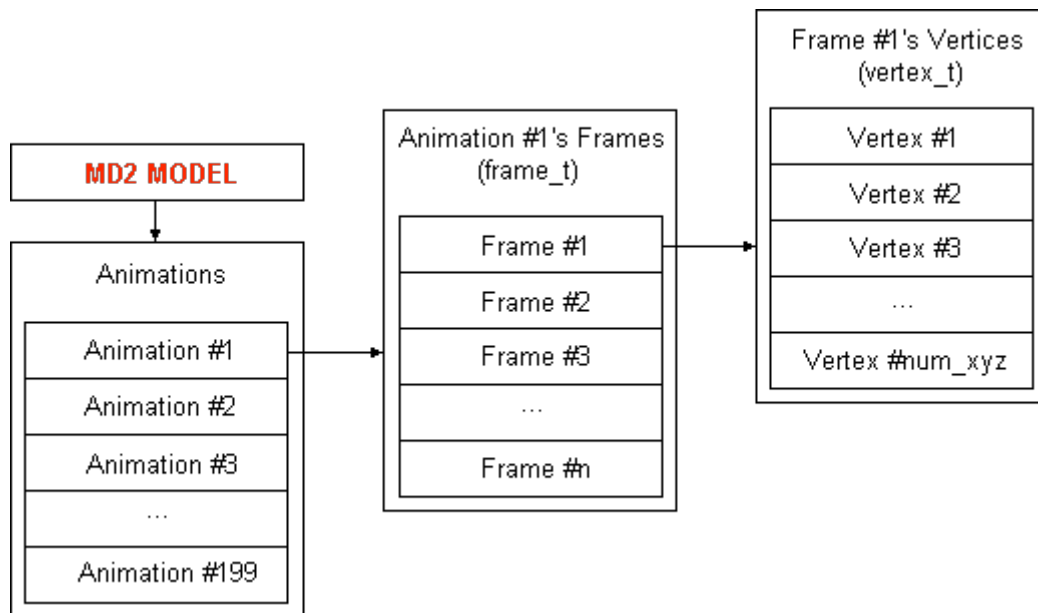 MD2 MODEL
Animations
Animation #1
Animation #2
Animation #3
...
Animation #199
Animation #1's Frames
(frame_t)
Frame #1
Frame #2
Frame #3
...
Frame #n
Frame #1's Vertices
(vertex_t)
Vertex #1
Vertex #2
Vertex #3
...
Vertex #num_xyz